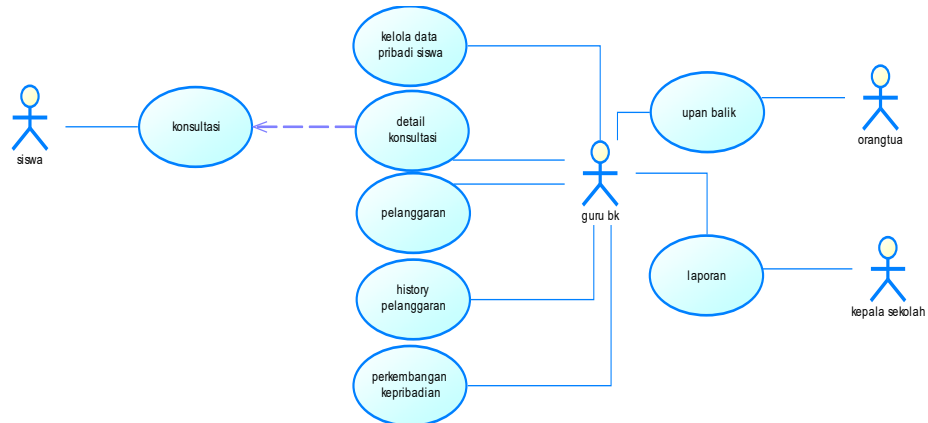 kelola data
pribadi siswa
konsultasi
siswa
detail
konsultasi
upan balik
orangtua
pelanggaran
guru bk
history
pelanggaran
laporan
kepala sekolah
perkembangan
kepribadian